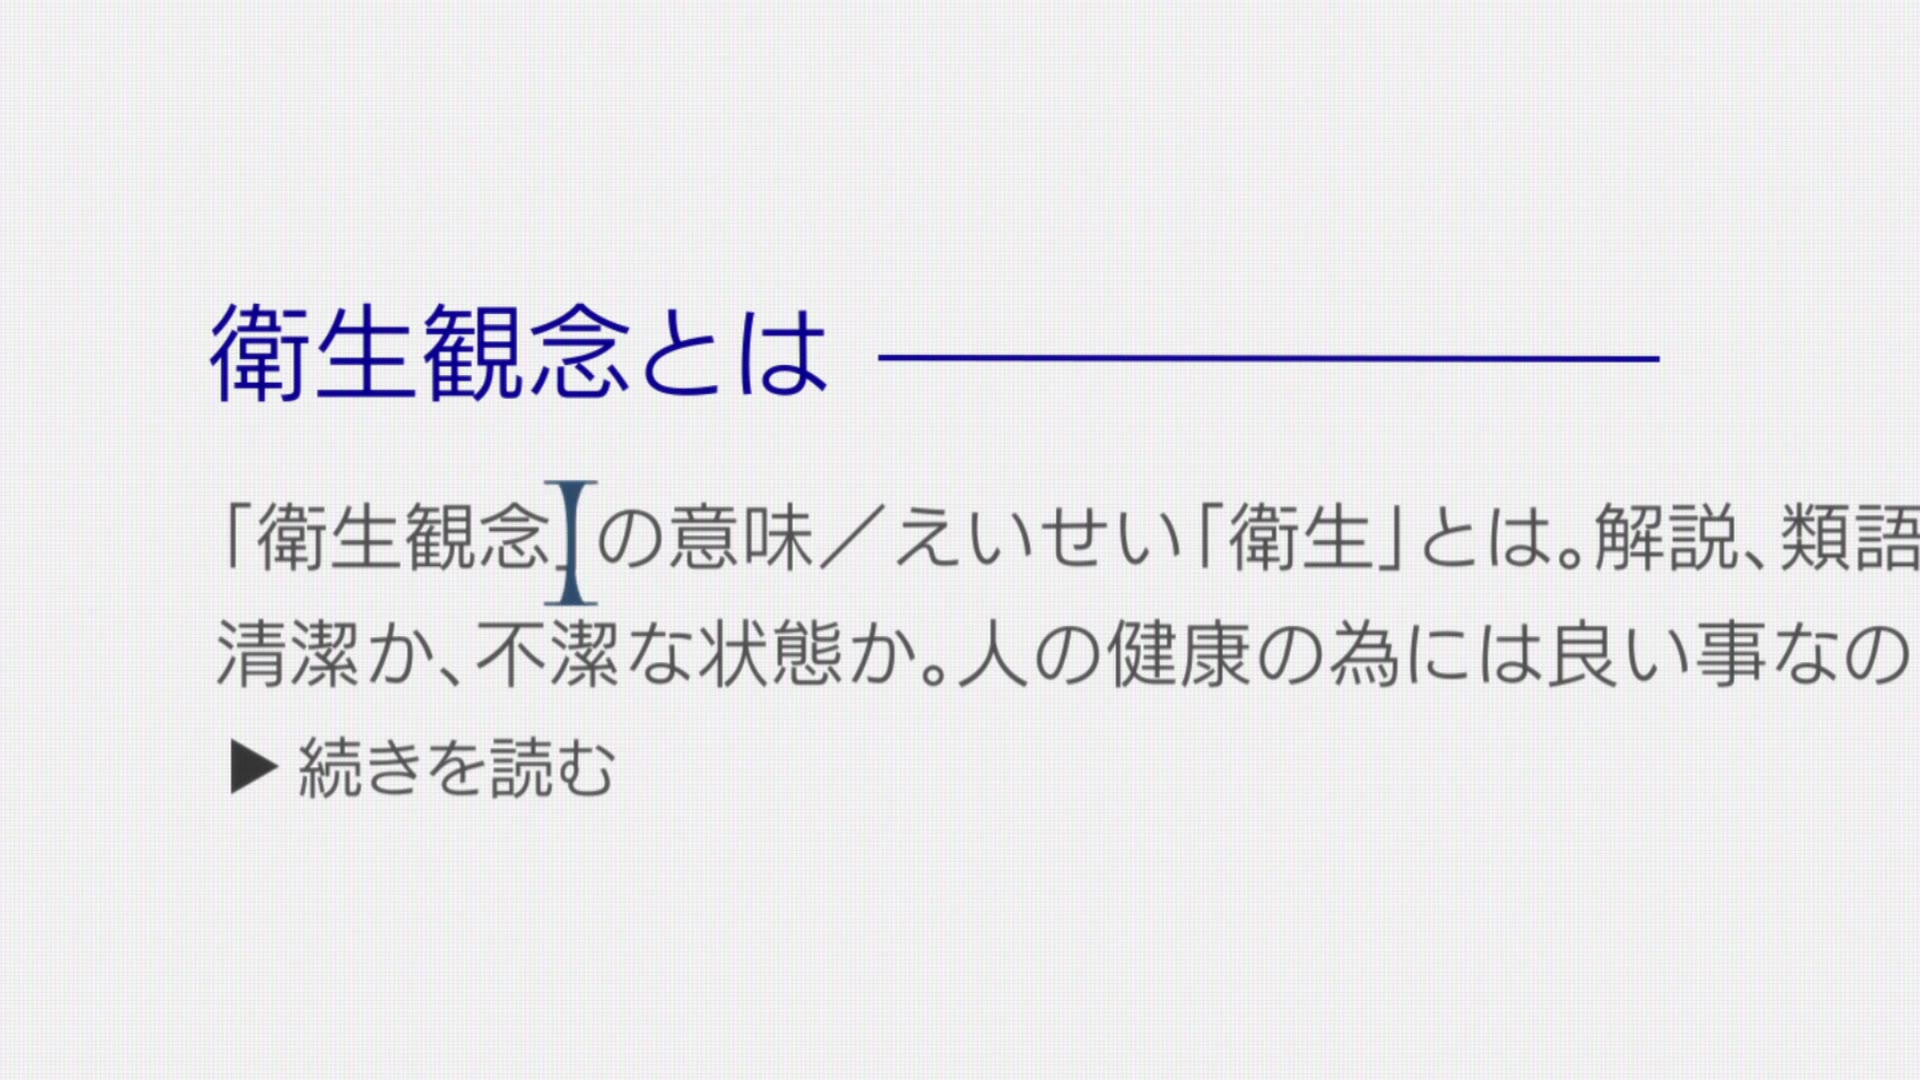 衛生観念とは
「衛生観念」の意味／えいせい「衛生」とは。解説、類語
清潔か、不潔な状態か。人の健康の為には良い事なの
▶ 続きを読む